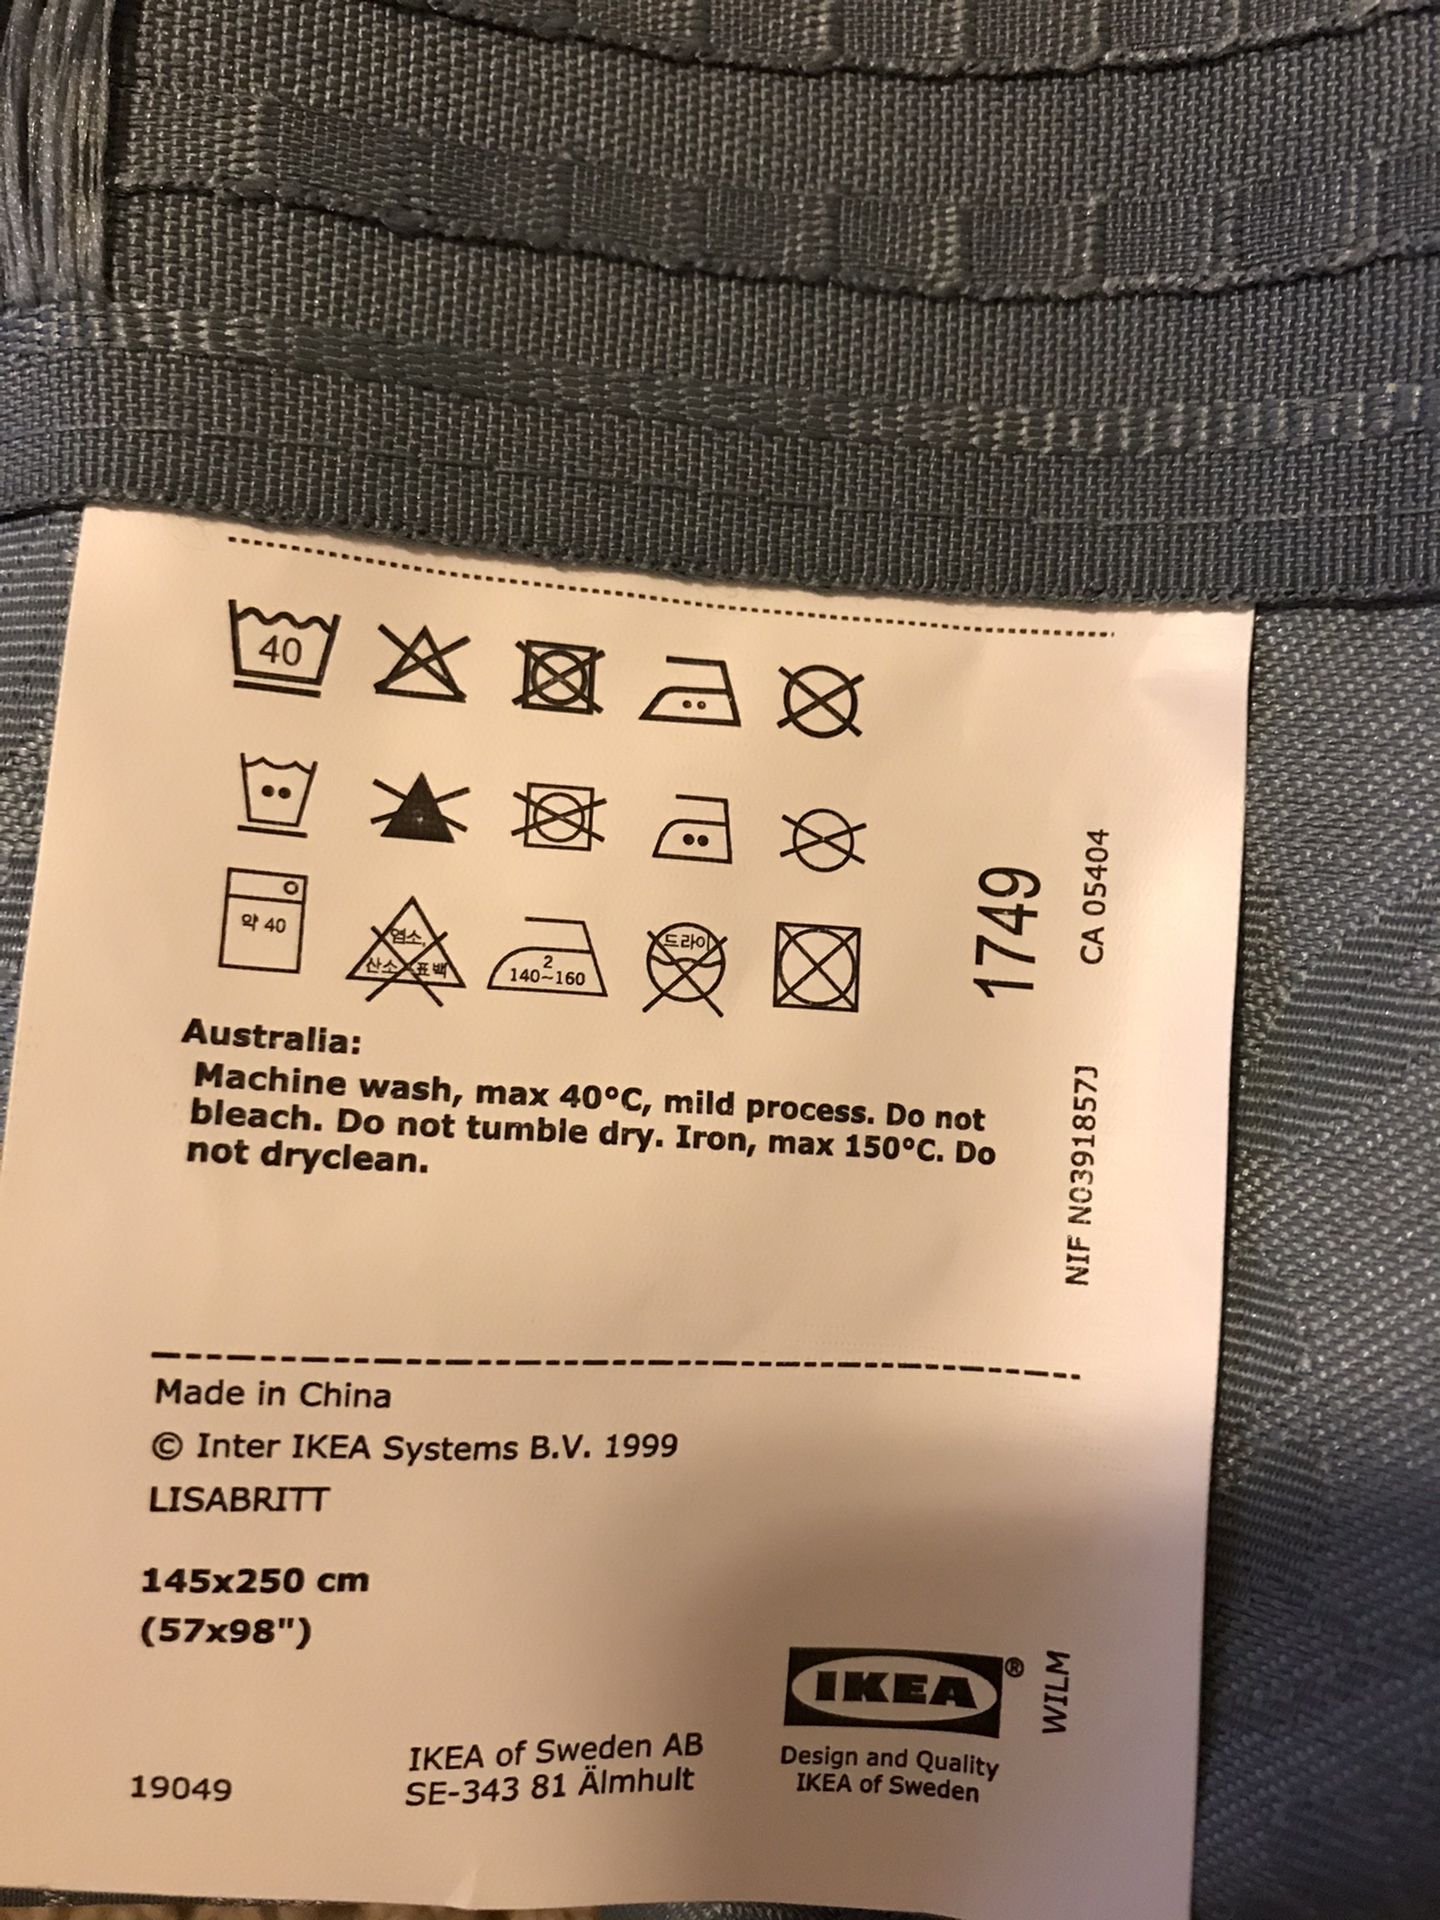 40
약 40
염소,
산소 표백
2
140~160
드라이
Australia:
Machine wash, max 40°C, mild process. Do not
bleach. Do not tumble dry. Iron, max 150°C. Do
not dryclean.
1749
CA 05404
NIF N0391857J
Made in China
© Inter IKEA Systems B.V. 1999
LISABRITT
145x250 cm
(57x98")
19049
IKEA of Sweden AB
SE-343 81 Älmhult
IKEA®
Design and Quality
IKEA of Sweden
WILM